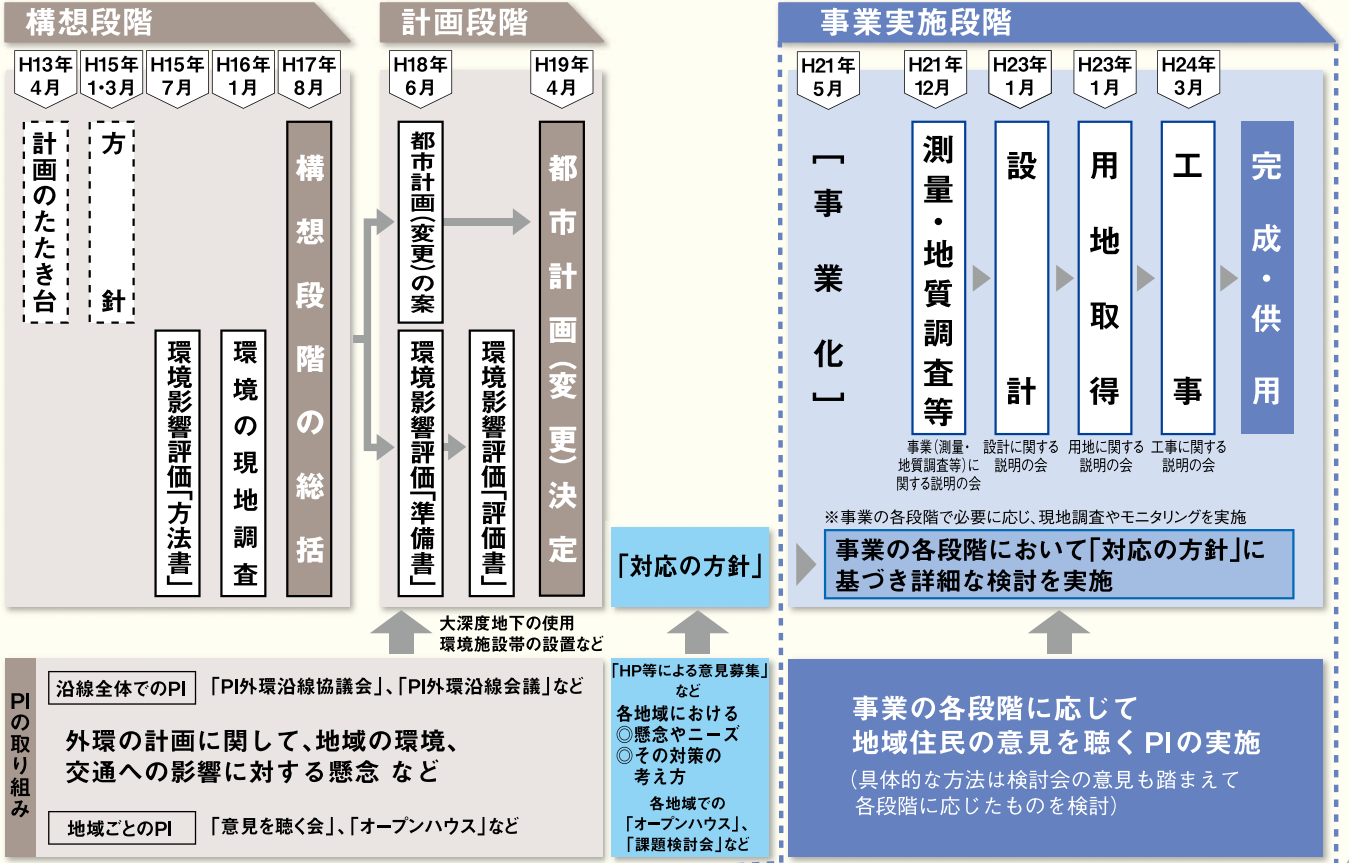 構想段階
計画段階
事業実施段階
H13年
4月
H15年
1・3月
H15年
7月
H16年
1月
H17年
8月
H18年
6月
H19年
4月
H21年
5月
H21年
12月
H23年
1月
H23年
1月
H24年
3月
計画のたたき台
方針
環境影響評価「方法書」
環境の現地調査
構想段階の総括
都市計画(変更)の案
環境影響評価「準備書」
環境影響評価「評価書」
都市計画(変更)決定
[事業化]
測量・地質調査等
設計
用地取得
工事
完成・供用
事業(測量・
地質調査等)に
関する説明の会
設計に関する
説明の会
用地に関する
説明の会
工事に関する
説明の会
※事業の各段階で必要に応じ、現地調査やモニタリングを実施
「対応の方針」
事業の各段階において「対応の方針」に
基づき詳細な検討を実施
大深度地下の使用
環境施設帯の設置など
PIの取り組み
沿線全体でのPI 「PI外環沿線協議会」、「PI外環沿線会議」など
外環の計画に関して、地域の環境、
交通への影響に対する懸念 など
地域ごとのPI 「意見を聴く会」、「オープンハウス」など
「HP等による意見募集」
など
各地域における
◎懸念やニーズ
◎その対策の
考え方
各地域での
「オープンハウス」、
「課題検討会」など
事業の各段階に応じて
地域住民の意見を聴くPIの実施
(具体的な方法は検討会の意見も踏まえて
各段階に応じたものを検討)